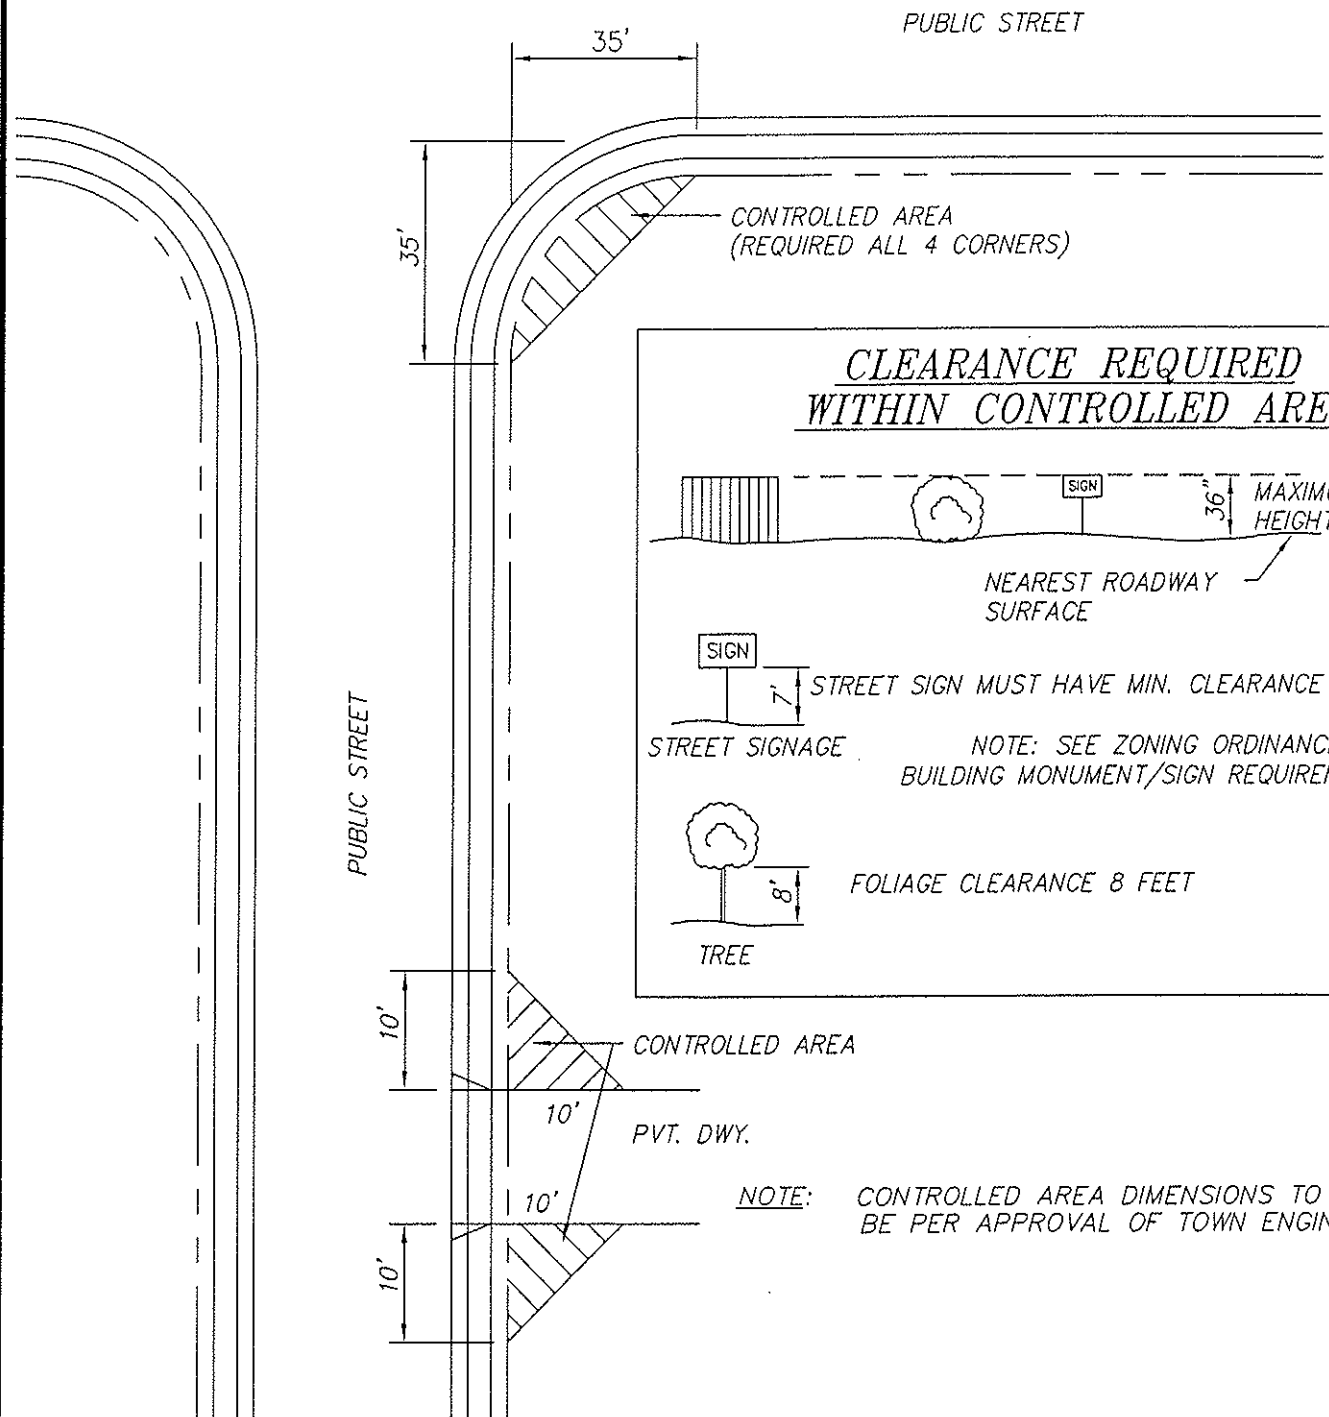 PUBLIC STREET
35'
35'
CONTROLLED AREA
(REQUIRED ALL 4 CORNERS)
CLEARANCE REQUIRED
WITHIN CONTROLLED ARE
SIGN
36"
MAXIM
HEIGHT
NEAREST ROADWAY
SURFACE
SIGN
7'
STREET SIGN MUST HAVE MIN. CLEARANCE
STREET SIGNAGE
NOTE: SEE ZONING ORDINANCE
BUILDING MONUMENT/SIGN REQUIRE
PUBLIC STREET
8'
FOLIAGE CLEARANCE 8 FEET
TREE
10'
CONTROLLED AREA
10'
PVT. DWY.
10'
NOTE: CONTROLLED AREA DIMENSIONS TO
BE PER APPROVAL OF TOWN ENGIN
10'